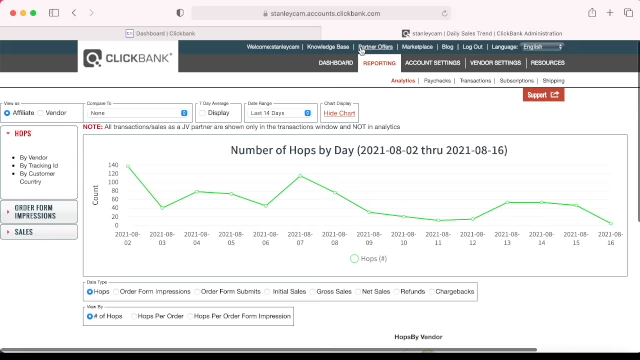 stanleycam.accounts.clickbank.com
Dashboard | ClickBank
stanleycam - Daily Sales Trend - ClickBank Administration
CLICKBANK
Welcome:stanleycam | Knowledge Base | Partner Offers | Marketplace | Blog | Log Out | Language: English
DASHBOARD REPORTING ACCOUNT SETTINGS VENDOR SETTINGS RESOURCES
Analytics | Paychecks | Transactions | Subscriptions | Shipping
Support
View as Compare To 7 Day Average Date Range Chart Display
Affiliate Vendor None Display Last 14 Days Hide Chart
NOTE: All transactions/sales as a JV partner are shown only in the transactions window and NOT in analytics
HOPS
By Vendor
By Tracking Id
By Customer
Country
ORDER FORM
IMPRESSIONS
SALES
Number of Hops by Day (2021-08-02 thru 2021-08-16)
Count
140
120
100
80
60
40
20
0
2021-08-02 2021-08-03 2021-08-04 2021-08-05 2021-08-06 2021-08-07 2021-08-08 2021-08-09 2021-08-10 2021-08-11 2021-08-12 2021-08-13 2021-08-14 2021-08-15 2021-08-16
Hops (#)
Data Type
Hops Order Form Impressions Order Form Submits Initial Sales Gross Sales Net Sales Refunds Chargebacks
View By
# of Hops Hops Per Order Hops Per Order Form Impression
HopsBy Vendor